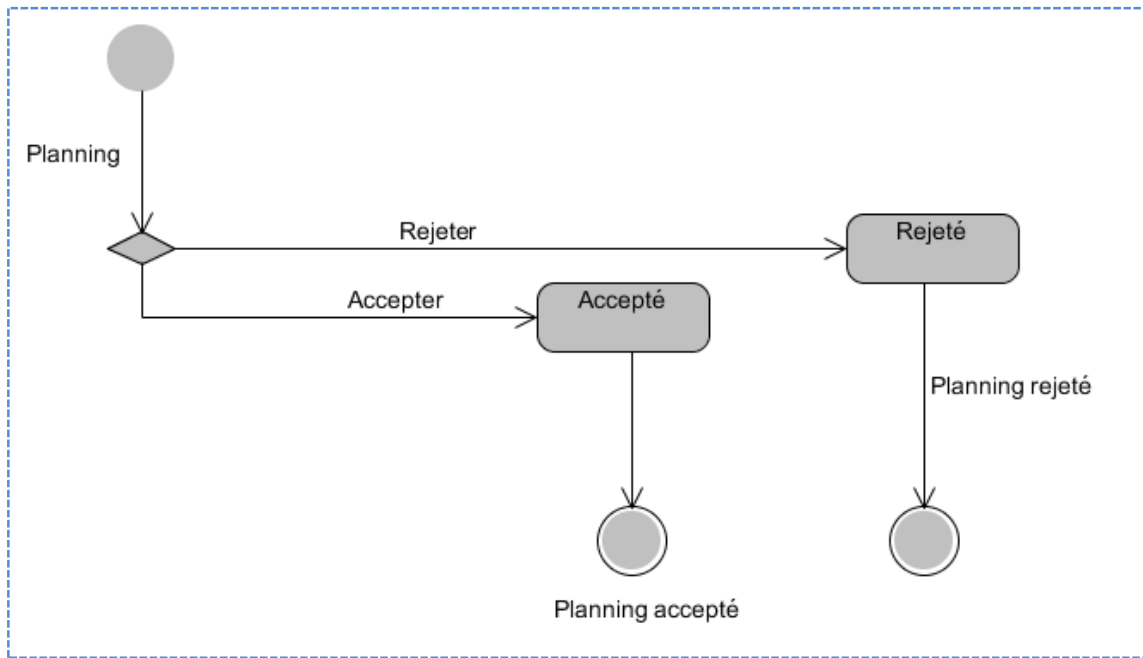 Planning
Rejeter
Rejeté
Accepter
Accepté
Planning rejeté
Planning accepté